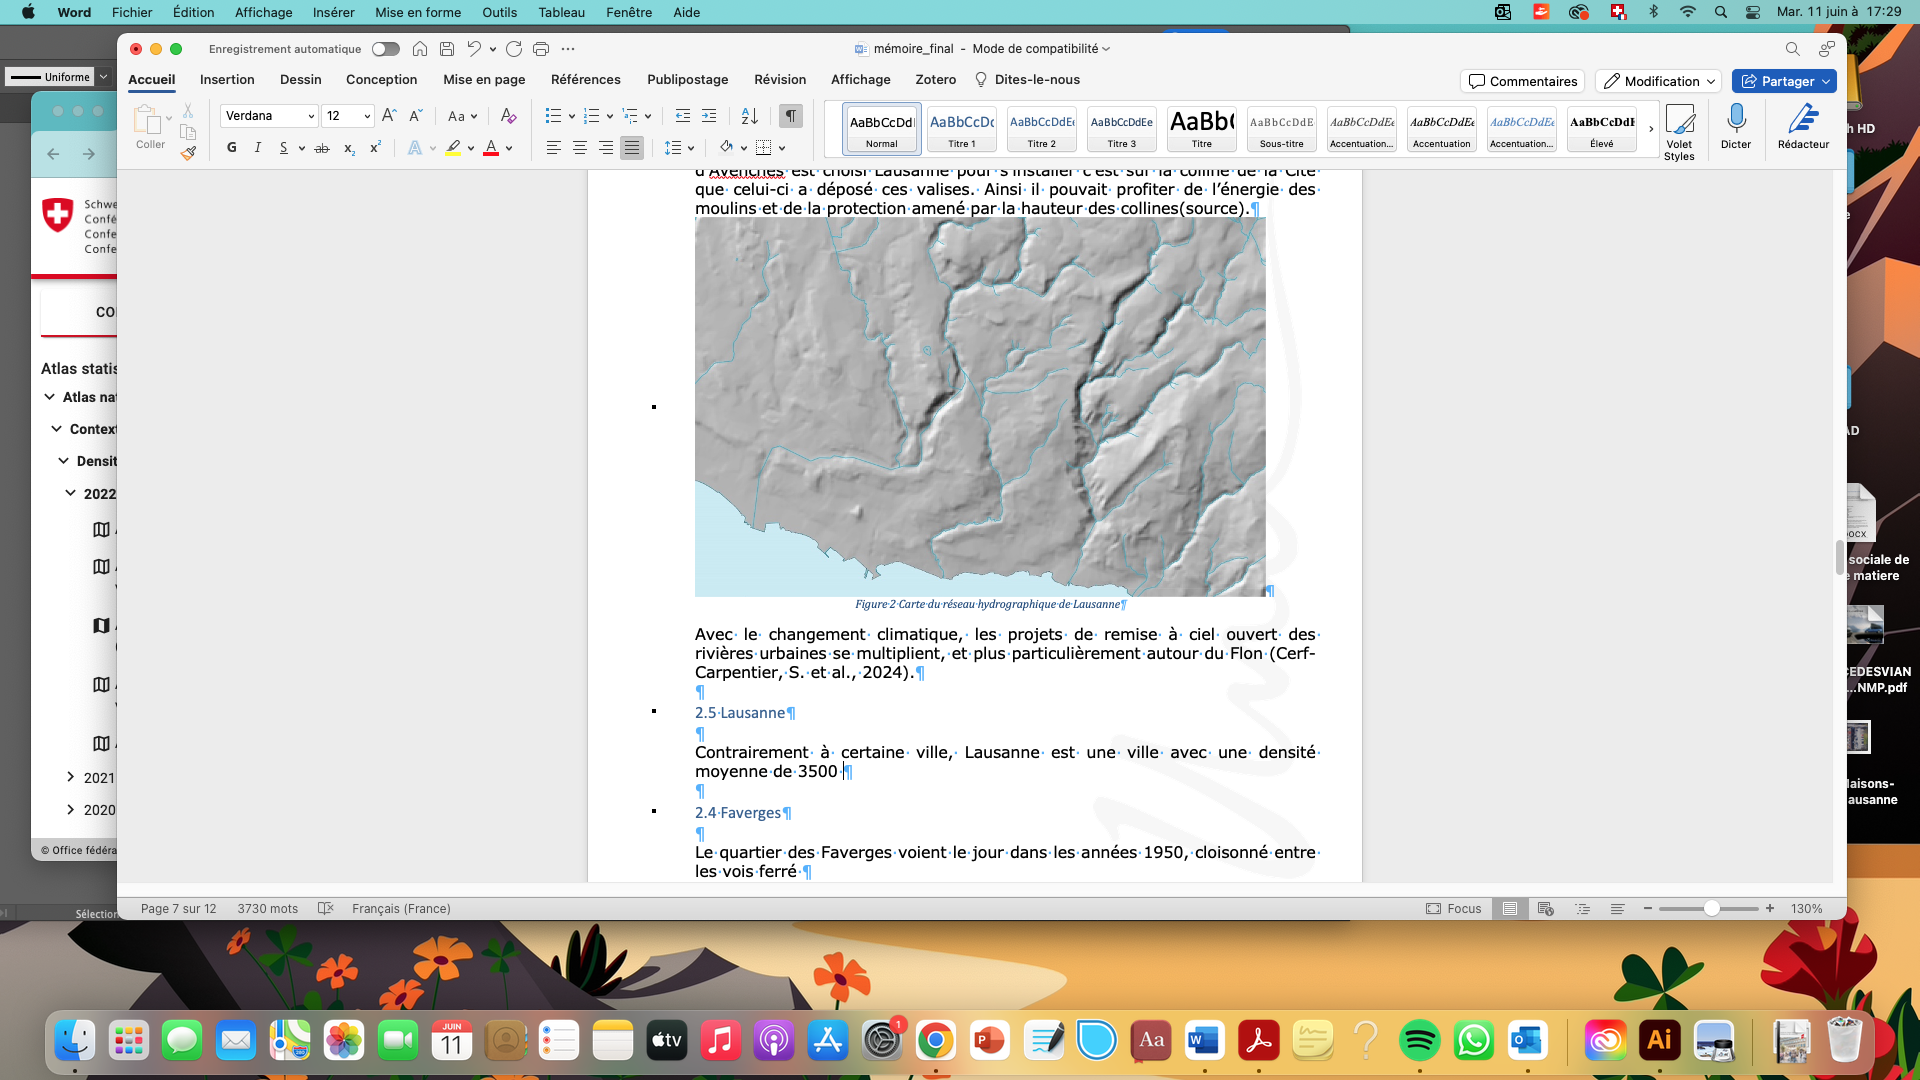 Word Fichier Édition Affichage Insérer Mise en forme Outils Tableau Fenêtre Aide
Mar. 11 juin à 17:29
Enregistrement automatique
mémoire_final - Mode de compatibilité
Accueil Insertion Dessin Conception Mise en page Références Publipostage Révision Affichage Zotero Dites-le-nous
Commentaires Modification Partager
Uniforme
Coller
Verdana 12
Aa
G I S ab x₂ x²
AaBbCcDd AaBbCcDc AaBbCcDdEe AaBbCcDdEe AaBb( AaBbCcDdE AaBbCcDdEe AaBbCcDdEe AaBbCcDdEe AaBbCcDdE
Normal Titre 1 Titre 2 Titre 3 Titre Sous-titre Accentuation... Accentuation Accentuation... Élevé
Volet Styles
Dicter
Rédacteur
Schwe
Confé
Confe
Confe
CO
Atlas statis
Atlas nat
Context
Densit
2022
2021
2020
© Office fédéra
Sélection
d'Avenches est choisi Lausanne pour s'installer c'est sur la colline de la Cité
que celui-ci a déposé ces valises. Ainsi il pouvait profiter de l'énergie des
moulins et de la protection amené par la hauteur des collines(source).¶
¶
Figure 2 Carte du réseau hydrographique de Lausanne¶
Avec le changement climatique, les projets de remise à ciel ouvert des
rivières urbaines se multiplient, et plus particulièrement autour du Flon (Cerf-
Carpentier, S. et al., 2024).¶
¶
2.5 Lausanne¶
¶
Contrairement à certaine ville, Lausanne est une ville avec une densité
moyenne de 3500 ¶
¶
2.4 Faverges¶
¶
Le quartier des Faverges voient le jour dans les années 1950, cloisonné entre
les vois ferré ¶
Page 7 sur 12 3730 mots Français (France)
Focus
130%
h HD
AD
sociale de
matiere
EDESVIAN
...NMP.pdf
laisons-
ausanne
JUIN
11
tv
Aa
W
Ai
1